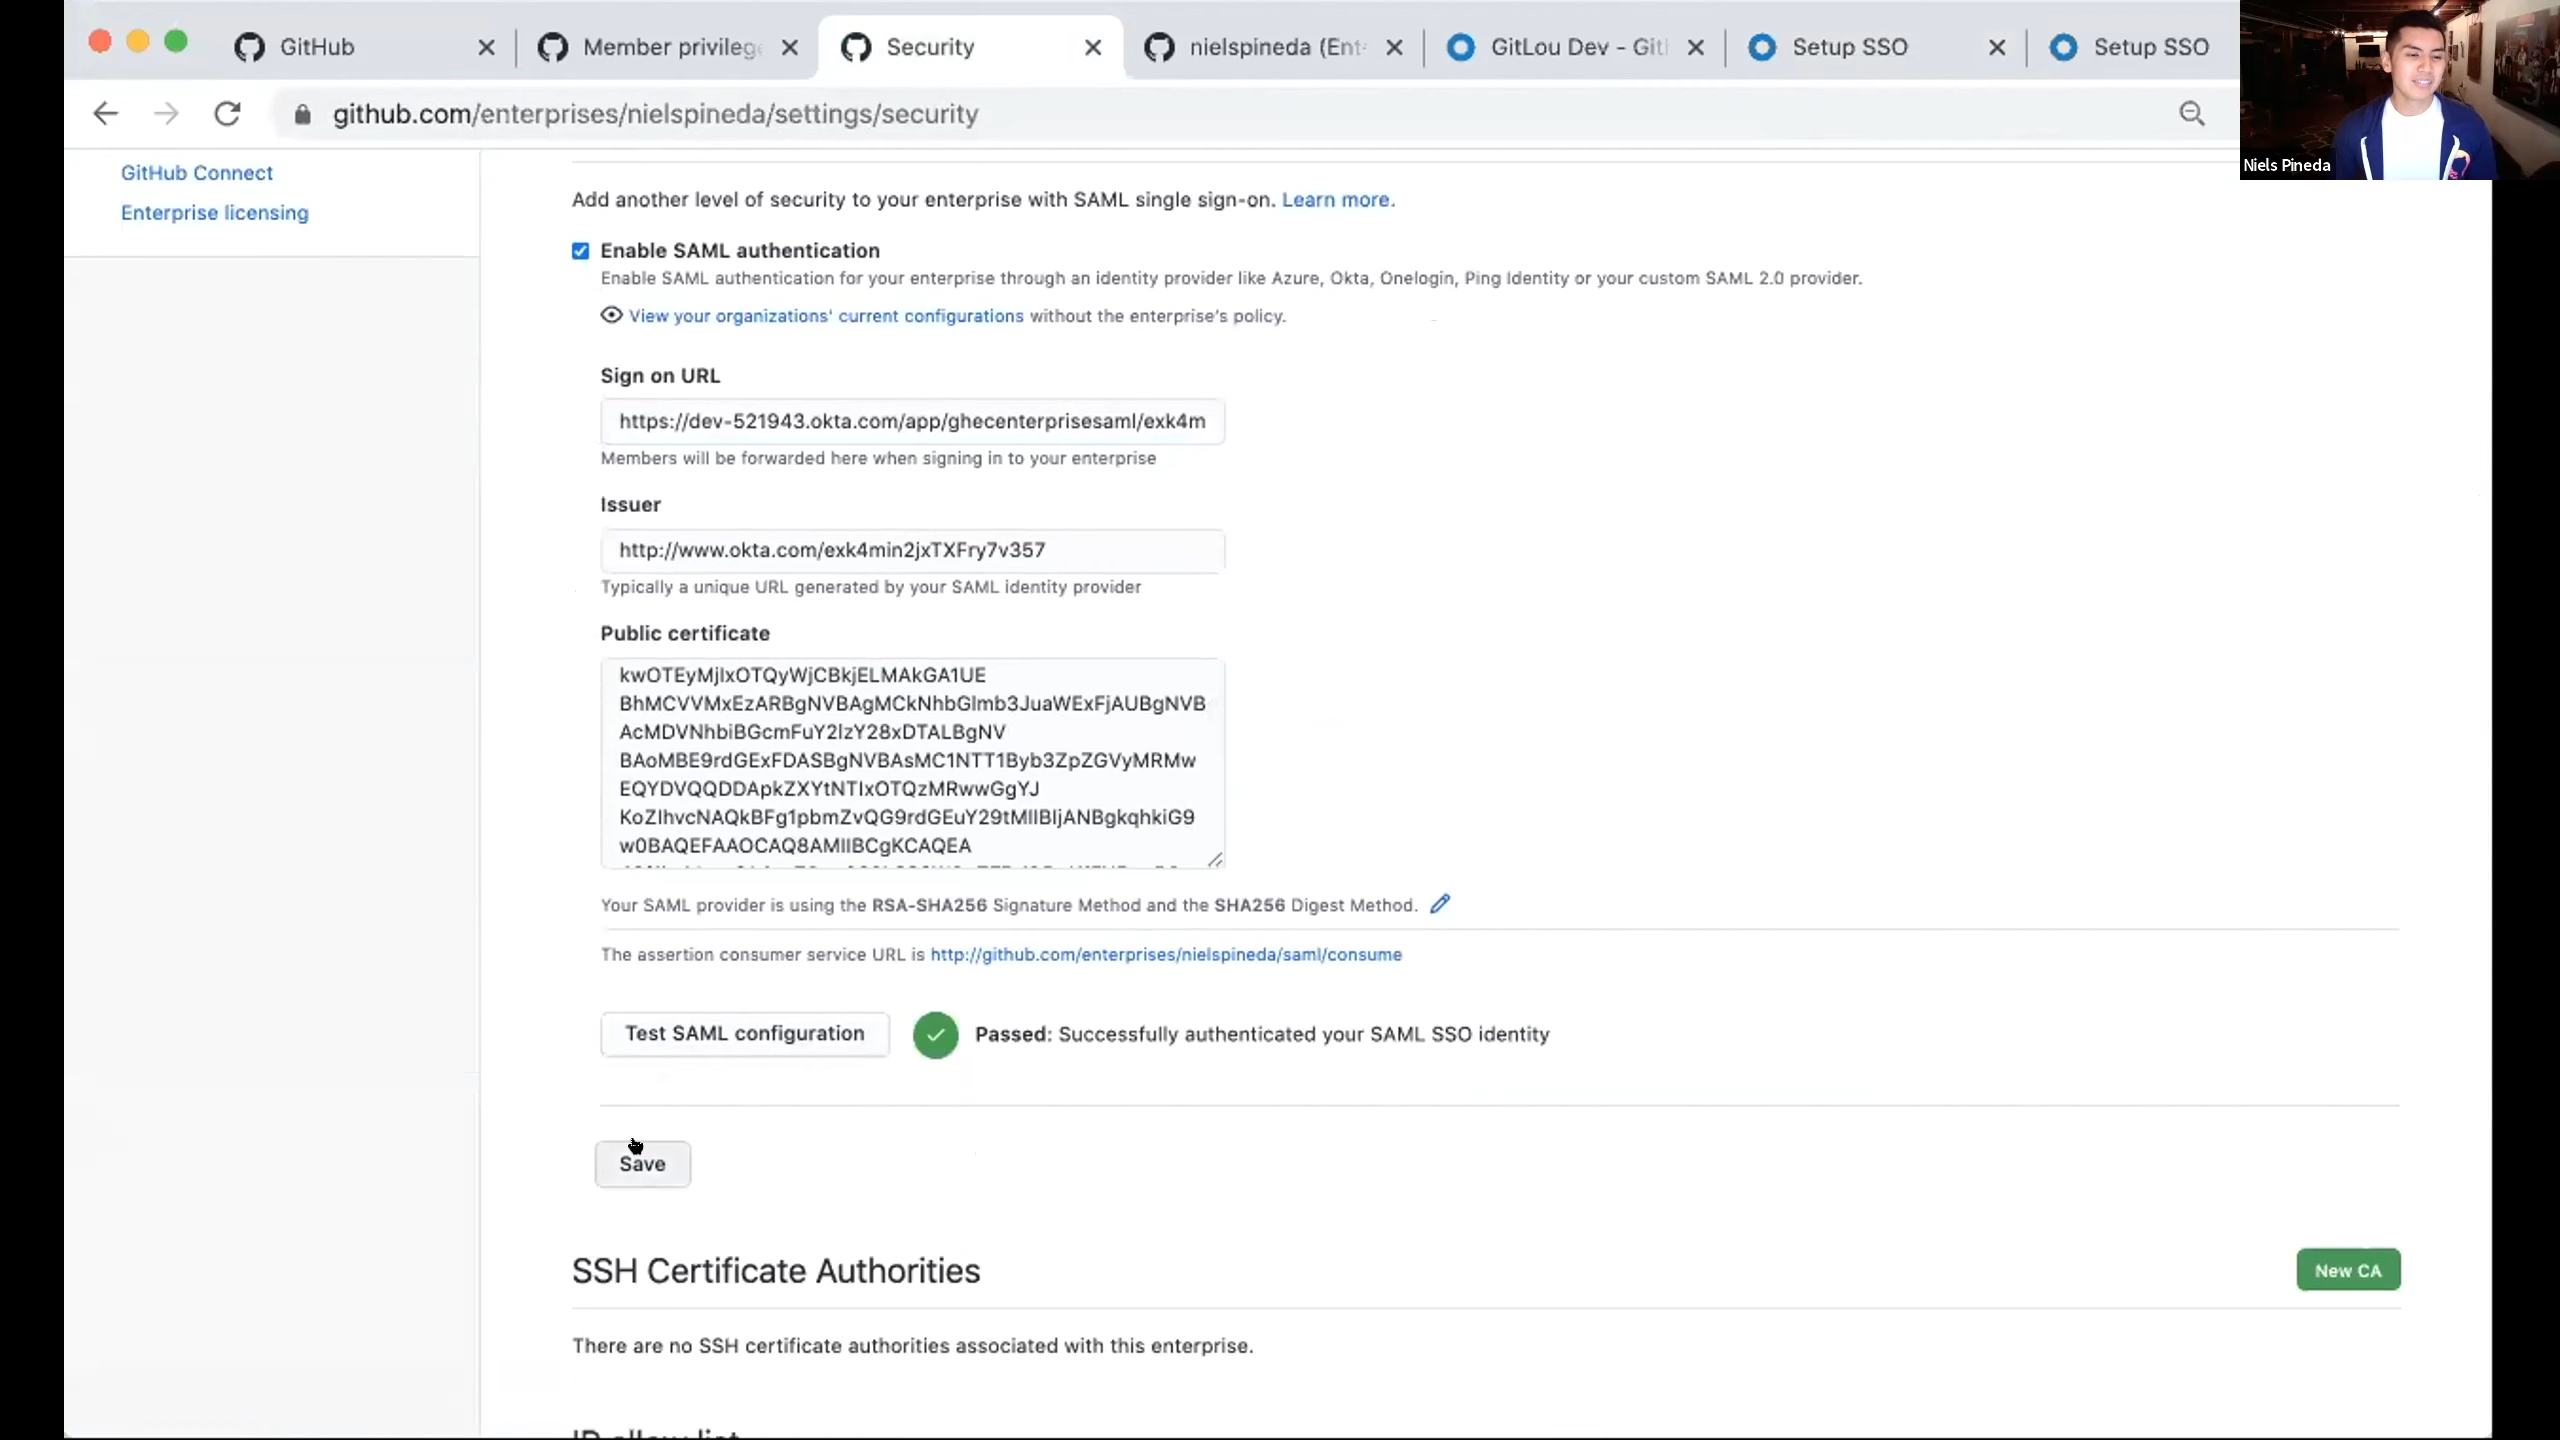 GitHub
Member privileg
Security
nielspineda (Ent
GitLou Dev - Git
Setup SSO
Setup SSO
github.com/enterprises/nielspineda/settings/security
Niels Pineda
GitHub Connect
Enterprise licensing
Add another level of security to your enterprise with SAML single sign-on. Learn more.
Enable SAML authentication
Enable SAML authentication for your enterprise through an identity provider like Azure, Okta, Onelogin, Ping Identity or your custom SAML 2.0 provider.
View your organizations' current configurations without the enterprise's policy.
Sign on URL
https://dev-521943.okta.com/app/ghecenterprisesaml/exk4m
Members will be forwarded here when signing in to your enterprise
Issuer
http://www.okta.com/exk4min2jxTXFry7v357
Typically a unique URL generated by your SAML identity provider
Public certificate
kwOTEyMjIxOTQyWjCBkjELMAkGA1UE
BhMCVVMxEzARBgNVBAgMCkNhbGlmb3JuaWExFjAUBgNVB
AcMDVNhbiBGcmFuY2lzY28xDTALBgNV
BAoMBE9rdGExFDASBgNVBAsMC1NTT1Byb3ZpZGVyMRMw
EQYDVQQDDApkZXYtNTIxOTQzMRwwGgYJ
KoZIhvcNAQkBFg1pbmZvQG9rdGEuY29tMIIBIjANBgkqhkiG9
w0BAQEFAAOCAQ8AMIIBCgKCAQEA
Your SAML provider is using the RSA-SHA256 Signature Method and the SHA256 Digest Method.
The assertion consumer service URL is http://github.com/enterprises/nielspineda/saml/consume
Test SAML configuration
Passed: Successfully authenticated your SAML SSO identity
Save
SSH Certificate Authorities
New CA
There are no SSH certificate authorities associated with this enterprise.
IP allow list